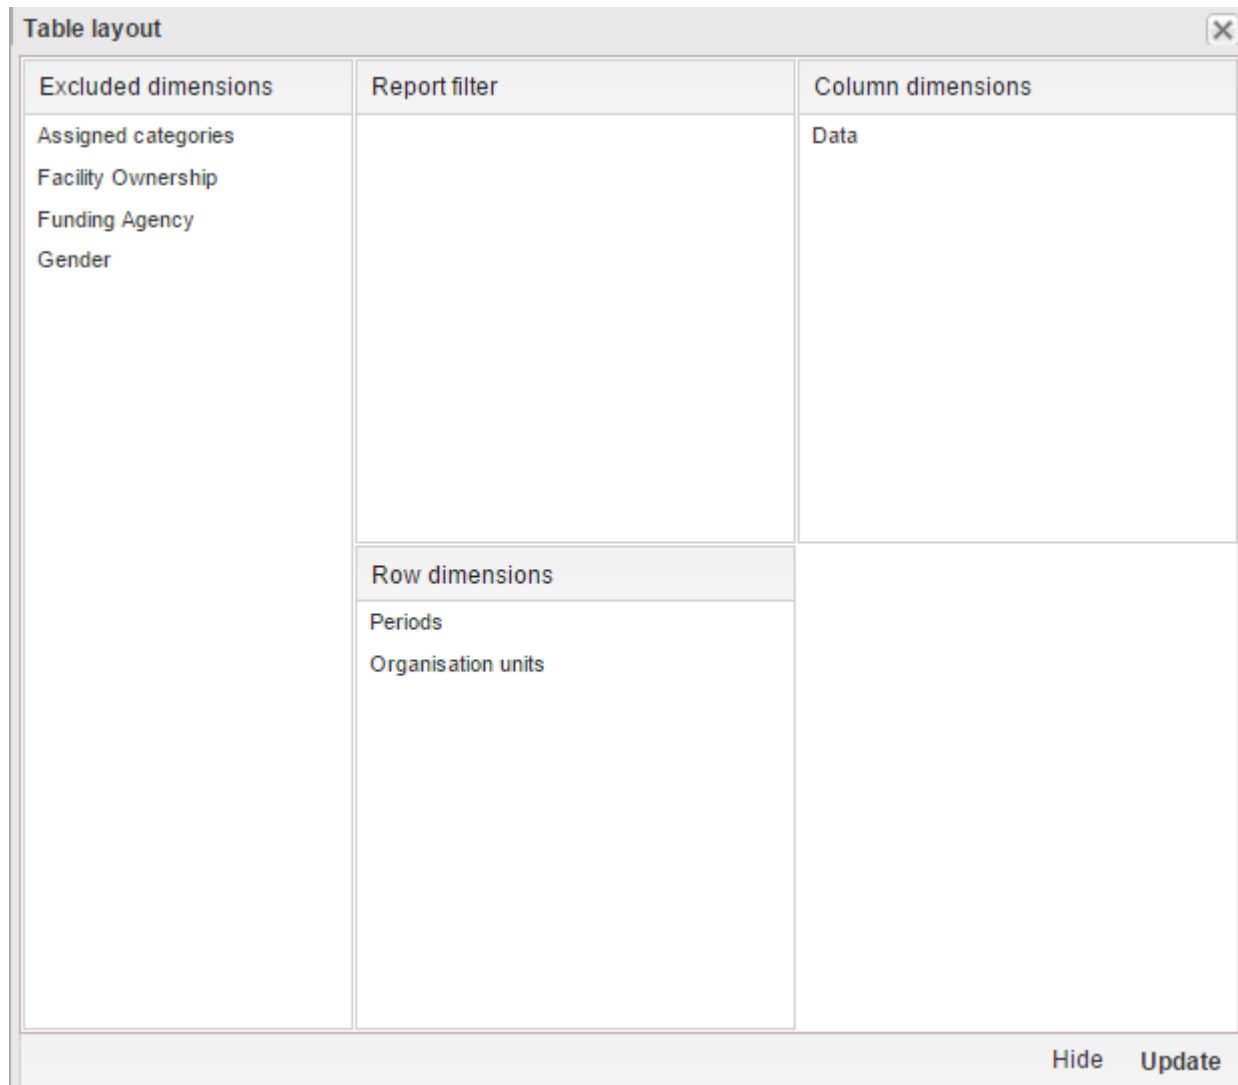 Table layout
Excluded dimensions
Assigned categories
Facility Ownership
Funding Agency
Gender
Report filter
Column dimensions
Data
Row dimensions
Periods
Organisation units
Hide
Update